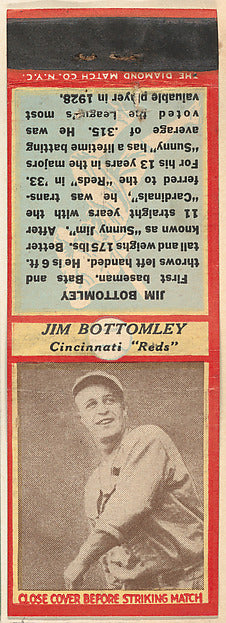 THE DIAMOND MATCH CO. N.Y.C.
JIM BOTTOMLEY
First baseman. Bats and
throws left handed. He is 6 ft.
tall and weighs 175 lbs. Better
known as "Sunny Jim". After
11 straight years with the
"Cardinals", he was trans-
ferred to the "Reds" in '33.
For his 13 years in the majors
"Sunny" has a lifetime batting
average of .315. He was
voted the League's most
valuable player in 1928.
JIM BOTTOMLEY
Cincinnati "Reds"
CLOSE COVER BEFORE STRIKING MATCH